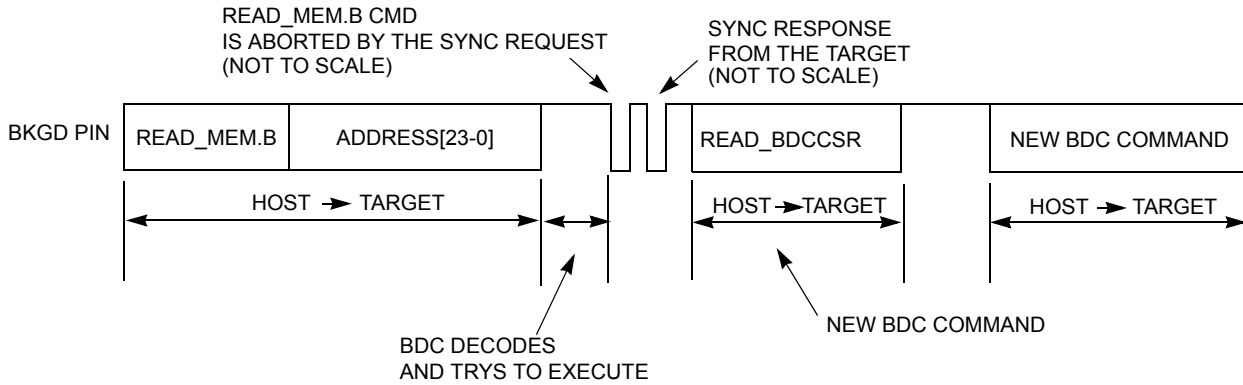 READ_MEM.B CMD
IS ABORTED BY THE SYNC REQUEST
(NOT TO SCALE)
SYNC RESPONSE
FROM THE TARGET
(NOT TO SCALE)
BKGD PIN
READ_MEM.B
ADDRESS[23-0]
READ_BDCCSR
NEW BDC COMMAND
HOST → TARGET
HOST → TARGET
HOST → TARGET
BDC DECODES
AND TRYS TO EXECUTE
NEW BDC COMMAND